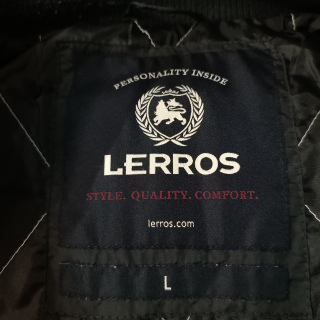 PERSONALITY INSIDE
LERROS
STYLE. QUALITY. COMFORT.
lerros.com
L